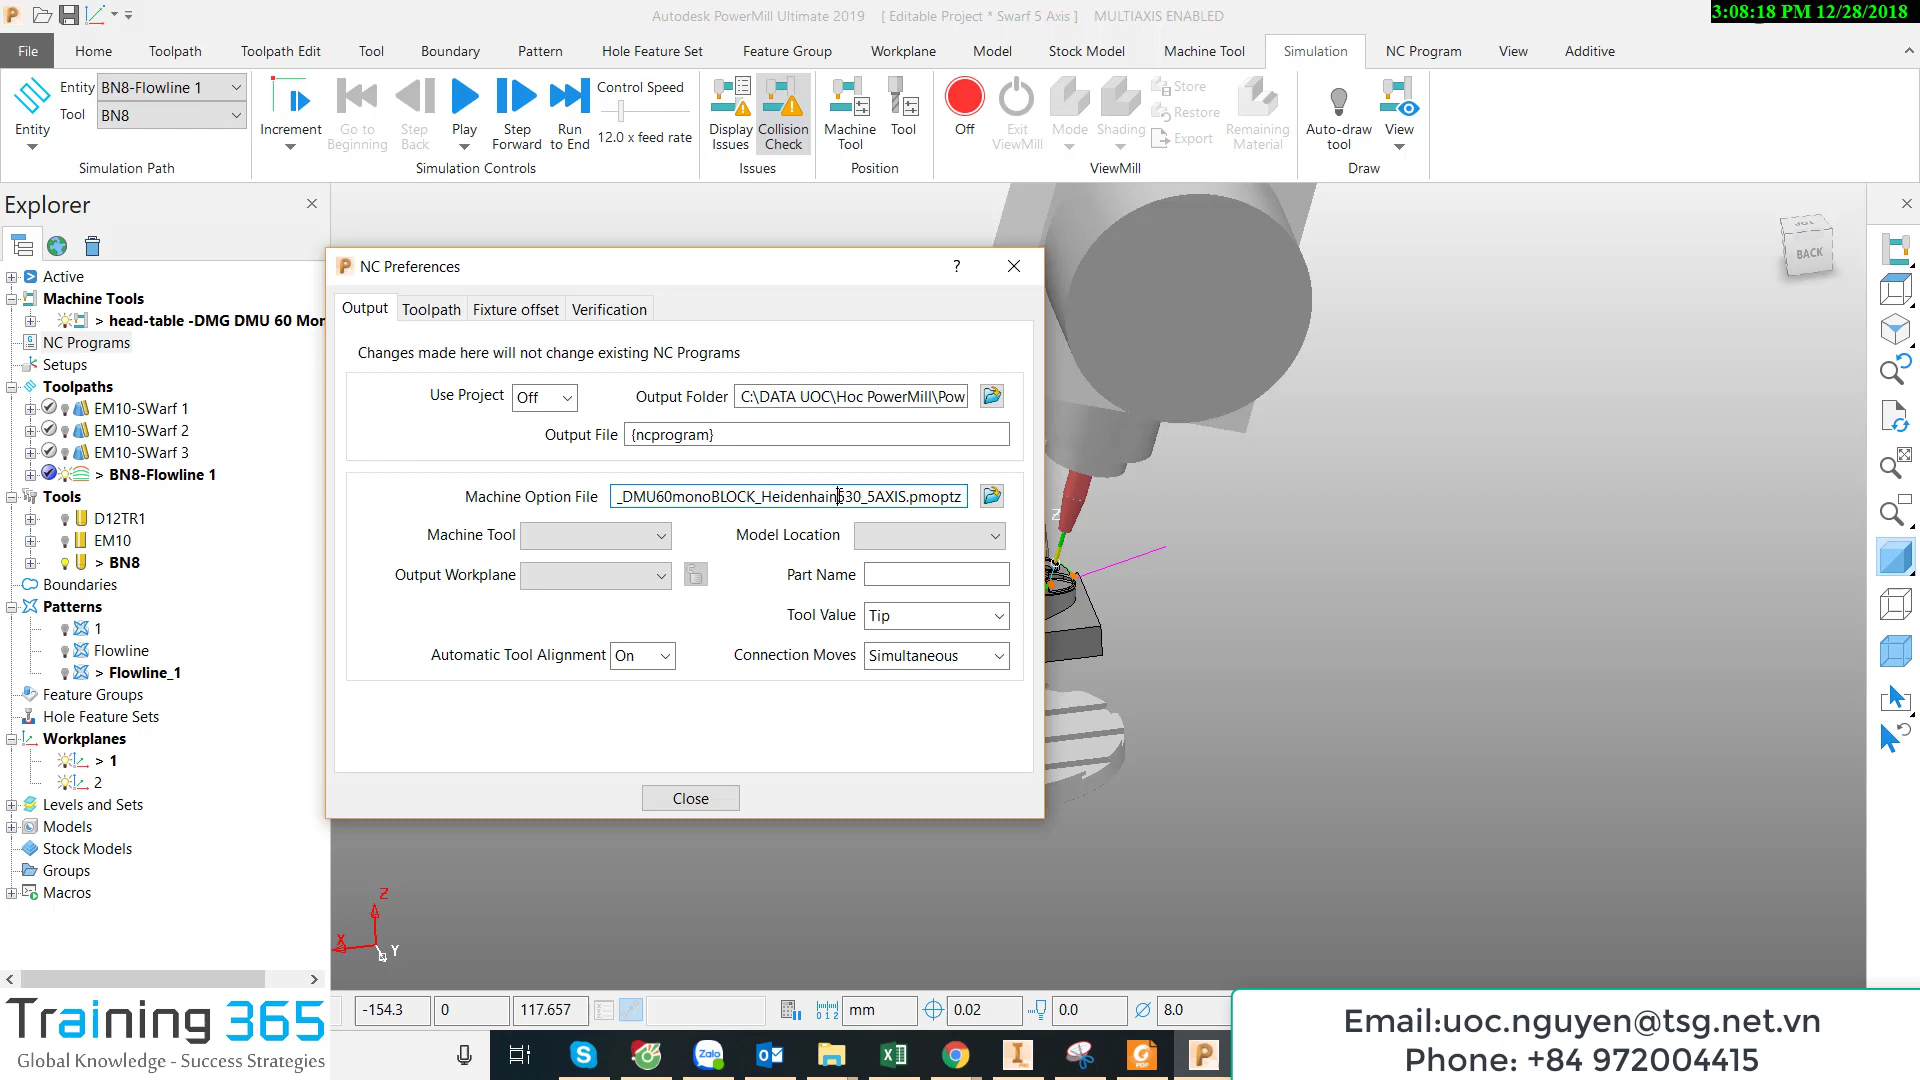 Autodesk PowerMill Ultimate 2019 [ Editable Project * Swarf 5 Axis ] MULTIAXIS ENABLED
3:08:18 PM 12/28/2018
File Home Toolpath Toolpath Edit Tool Boundary Pattern Hole Feature Set Feature Group Workplane Model Stock Model Machine Tool Simulation NC Program View Additive
Entity
Entity BN8-Flowline 1
Tool BN8
Simulation Path
Increment
Go to Beginning
Step Back
Play
Step Forward
Run to End
Control Speed
12.0 x feed rate
Simulation Controls
Display Issues
Collision Check
Issues
Machine Tool
Tool
Position
Off
Exit ViewMill
Mode
Shading
Store
Restore
Export
Remaining Material
ViewMill
Auto-draw tool
View
Draw
Explorer
Active
Machine Tools
> head-table -DMG DMU 60 Mor
NC Programs
Setups
Toolpaths
EM10-SWarf 1
EM10-SWarf 2
EM10-SWarf 3
> BN8-Flowline 1
Tools
D12TR1
EM10
> BN8
Boundaries
Patterns
1
Flowline
> Flowline_1
Feature Groups
Hole Feature Sets
Workplanes
> 1
2
Levels and Sets
Models
Stock Models
Groups
Macros
NC Preferences
?
Output Toolpath Fixture offset Verification
Changes made here will not change existing NC Programs
Use Project Off Output Folder C:\DATA UOC\Hoc PowerMill\Pow
Output File {ncprogram}
Machine Option File _DMU60monoBLOCK_Heidenhain530_5AXIS.pmoptz
Machine Tool Model Location
Output Workplane Part Name
Tool Value Tip
Automatic Tool Alignment On Connection Moves Simultaneous
Close
BACK
Z
Z
X
Y
-154.3 0 117.657 mm 0.02 0.0 8.0
Training 365
Global Knowledge - Success Strategies
Zalo
Email:uoc.nguyen@tsg.net.vn
Phone: +84 972004415